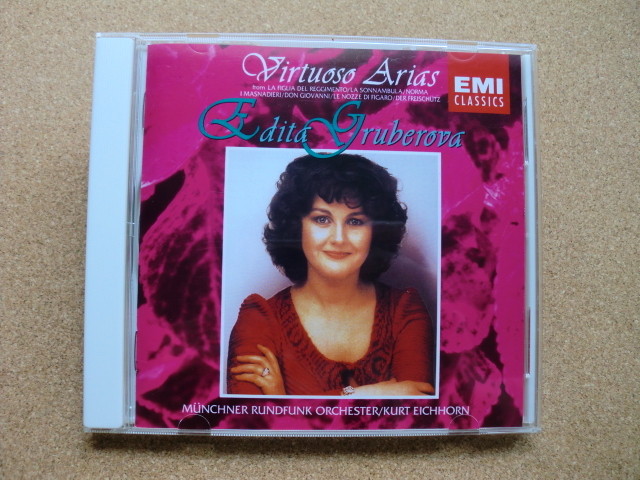 Virtuoso Arias
from LA FIGLIA DEL REGGIMENTO/LA SONNAMBULA/NORMA
I MASNADIERI/DON GIOVANNI/LE NOZZE DI FIGARO/DER FREISCHÜTZ
EMI
CLASSICS
Edita Gruberova
MÜNCHNER RUNDFUNK ORCHESTER/KURT EICHHORN